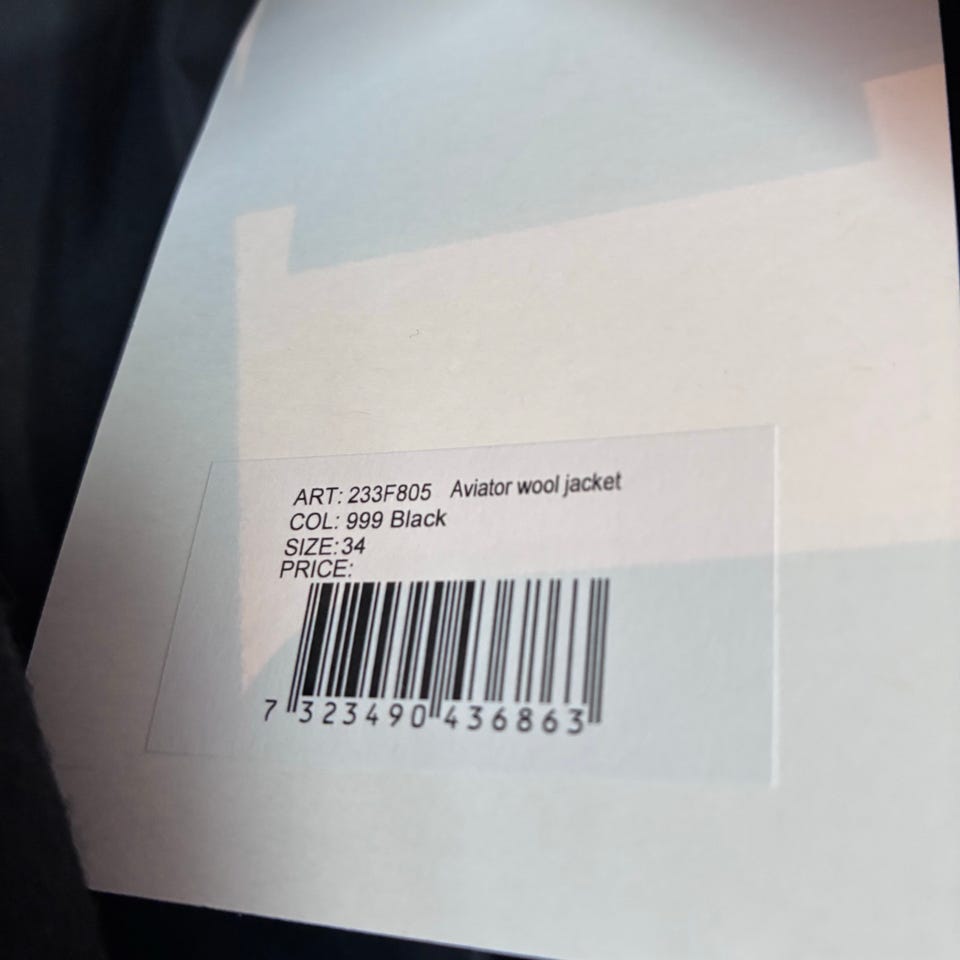 ART: 233F805 Aviator wool jacket
COL: 999 Black
SIZE:34
PRICE:
7 323490 436863